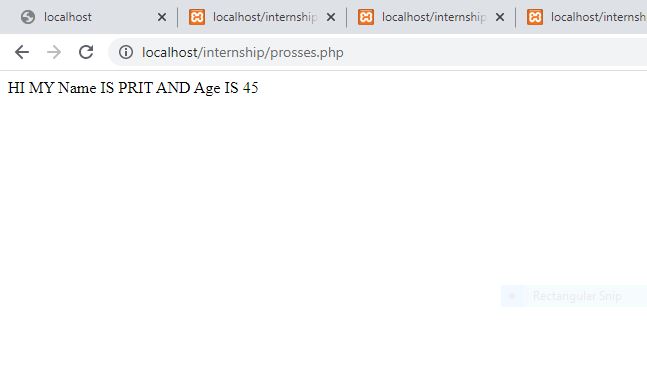 localhost
localhost/internship
localhost/internship
localhost/internsh
localhost/internship/prosses.php
HI MY Name IS PRIT AND Age IS 45
Rectangular Snip